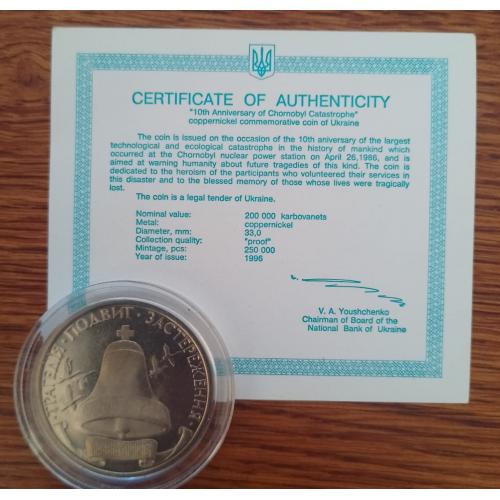 CERTIFICATE OF AUTHENTICITY
"10th Anniversary of Chornobyl Catastrophe"
coppernickel commemorative coin of Ukraine
The coin is issued on the occasion of the 10th aniversary of the largest
technological and ecological catastrophe in the history of mankind which
occurred at the Chornobyl nuclear power station on April 26,1986, and is
aimed at warning humanity about future tragedies of this kind. The coin is
dedicated to the heroism of the participants who volunteered their services in
this disaster and to the blessed memory of those whose lives were tragically
lost.
The coin is a legal tender of Ukraine.
Nominal value: 200 000 karbovanets
Metal: coppernickel
Diameter, mm: 33,0
Collection quality: "proof"
Mintage, pcs: 250 000
Year of issue: 1996
V. A. Youshchenko
Chairman of Board of the
National Bank of Ukraine
ТРАГЕДІЯ · ПОДВИГ · ЗАСТЕРЕЖЕННЯ